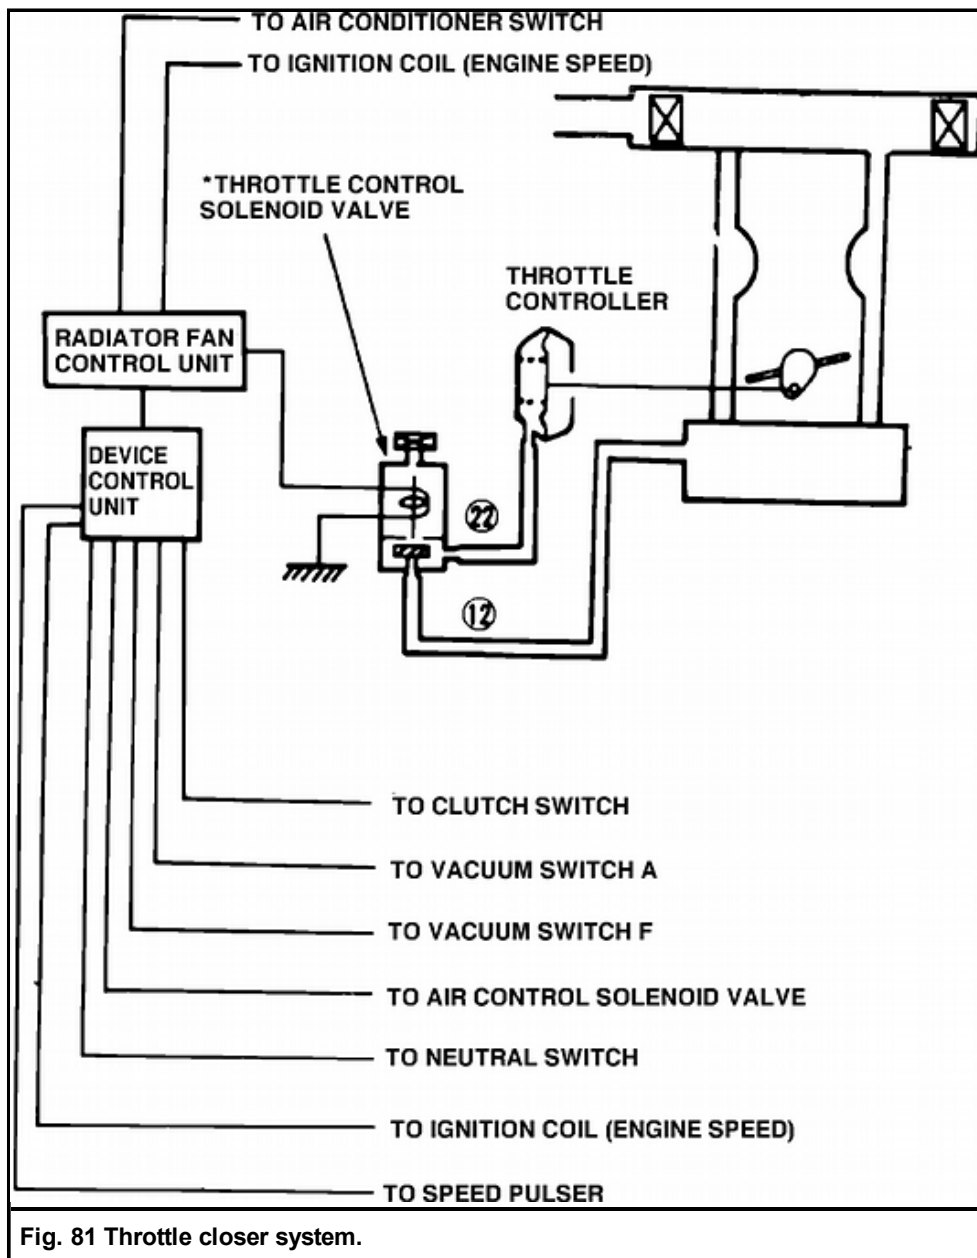 TO AIR CONDITIONER SWITCH
TO IGNITION COIL (ENGINE SPEED)
*THROTTLE CONTROL
SOLENOID VALVE
THROTTLE
CONTROLLER
RADIATOR FAN
CONTROL UNIT
DEVICE
CONTROL
UNIT
22
12
TO CLUTCH SWITCH
TO VACUUM SWITCH A
TO VACUUM SWITCH F
TO AIR CONTROL SOLENOID VALVE
TO NEUTRAL SWITCH
TO IGNITION COIL (ENGINE SPEED)
TO SPEED PULSER
Fig. 81 Throttle closer system.